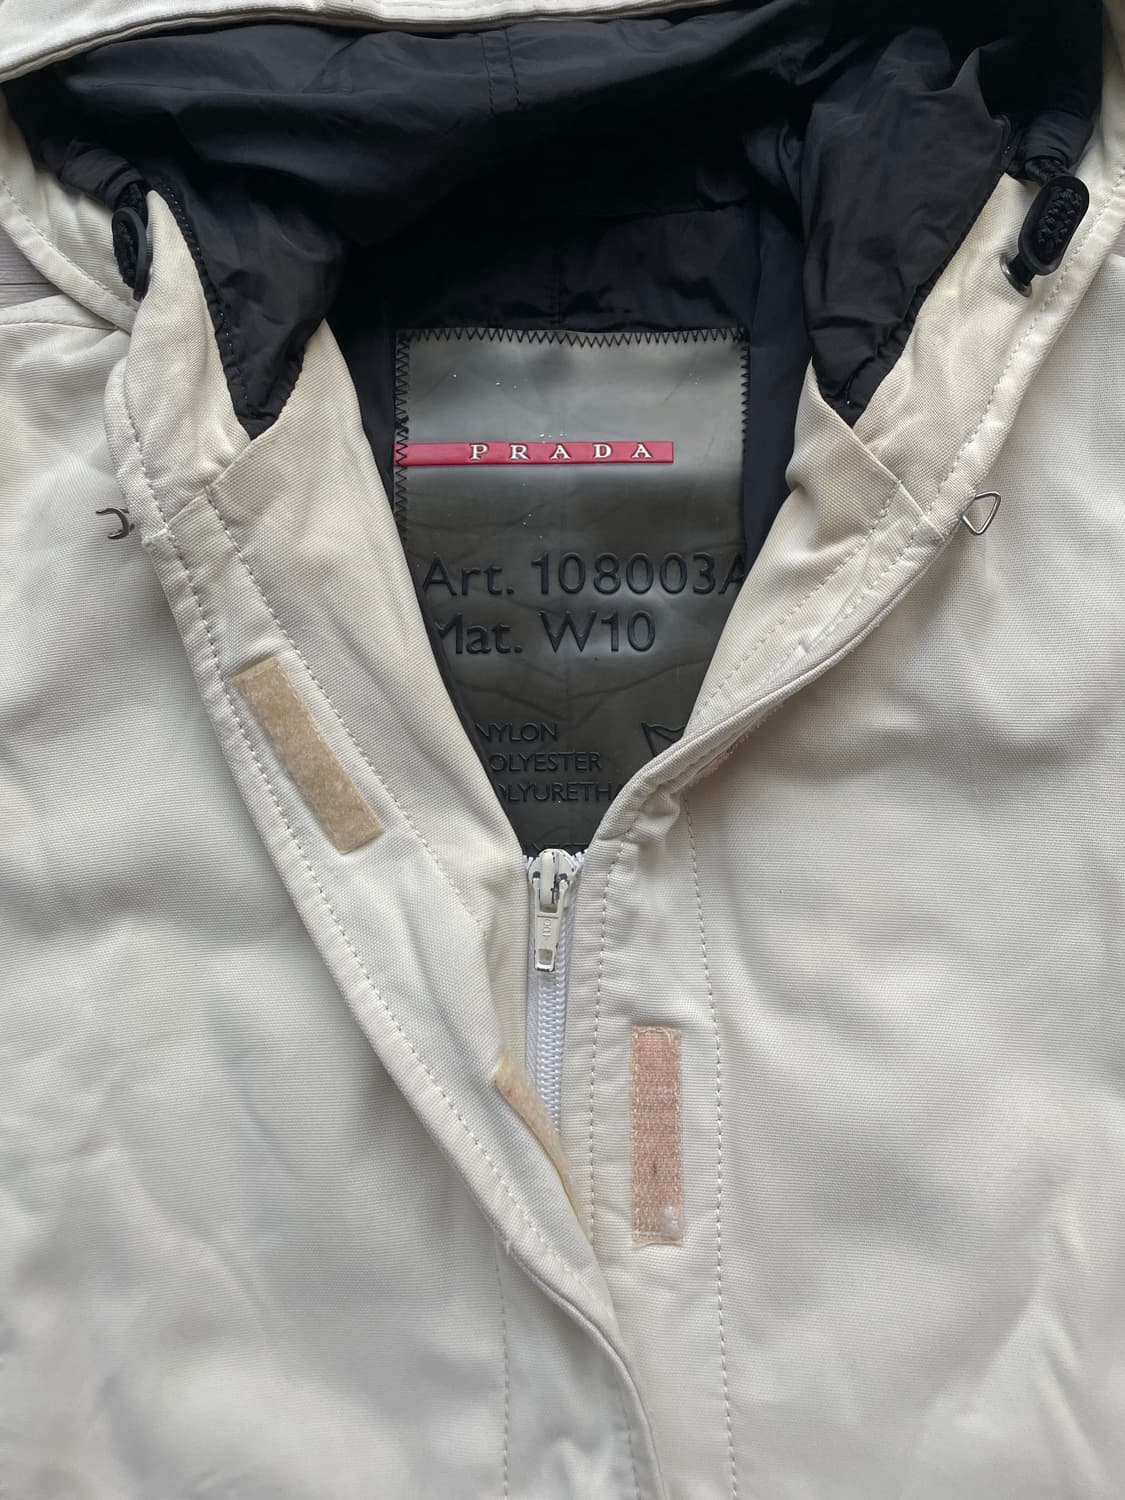 PRADA
Art. 108003A
Mat. W10
NYLON
OLYESTER
OLYURETH